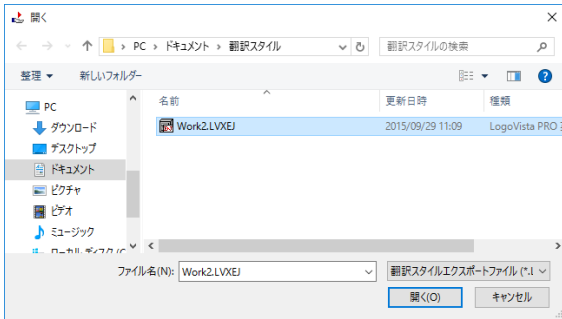 開く
PC › ドキュメント › 翻訳スタイル
翻訳スタイルの検索
整理 新しいフォルダー
名前 更新日時 種類
PC
ダウンロード
デスクトップ
ドキュメント
ピクチャ
ビデオ
ミュージック
Work2.LVXEJ 2015/09/29 11:09 LogoVista PRO
ファイル名(N): Work2.LVXEJ
翻訳スタイルエクスポートファイル (*.L
開く(O) キャンセル